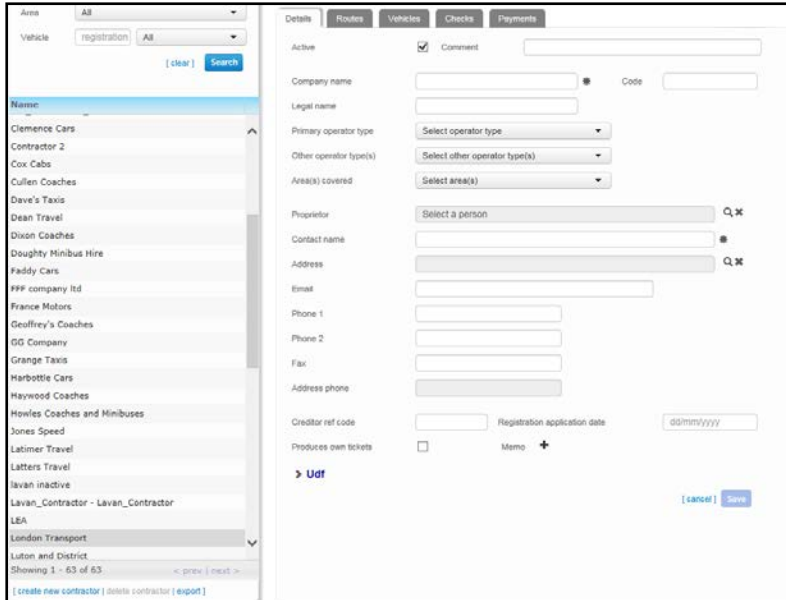 Area All
Vehicle registration All
[ clear ] Search
Name
Clemence Cars
Contractor 2
Cox Cabs
Cullen Coaches
Dave's Taxis
Dean Travel
Dixon Coaches
Doughty Minibus Hire
Faddy Cars
FFF company ltd
France Motors
Geoffrey's Coaches
GG Company
Grange Taxis
Harbottle Cars
Haywood Coaches
Howles Coaches and Minibuses
Jones Speed
Latimer Travel
Latters Travel
lavan inactive
Lavan_Contractor - Lavan_Contractor
LEA
London Transport
Luton and District
Showing 1 - 63 of 63 < prev | next >
[ create new contractor | delete contractor | export ]
Details Routes Vehicles Checks Payments
Active Comment
Company name Code
Legal name
Primary operator type Select operator type
Other operator type(s) Select other operator type(s)
Area(s) covered Select area(s)
Proprietor Select a person
Contact name
Address
Email
Phone 1
Phone 2
Fax
Address phone
Creditor ref code Registration application date dd/mm/yyyy
Produces own tickets Memo
Udf
[ cancel ] Save